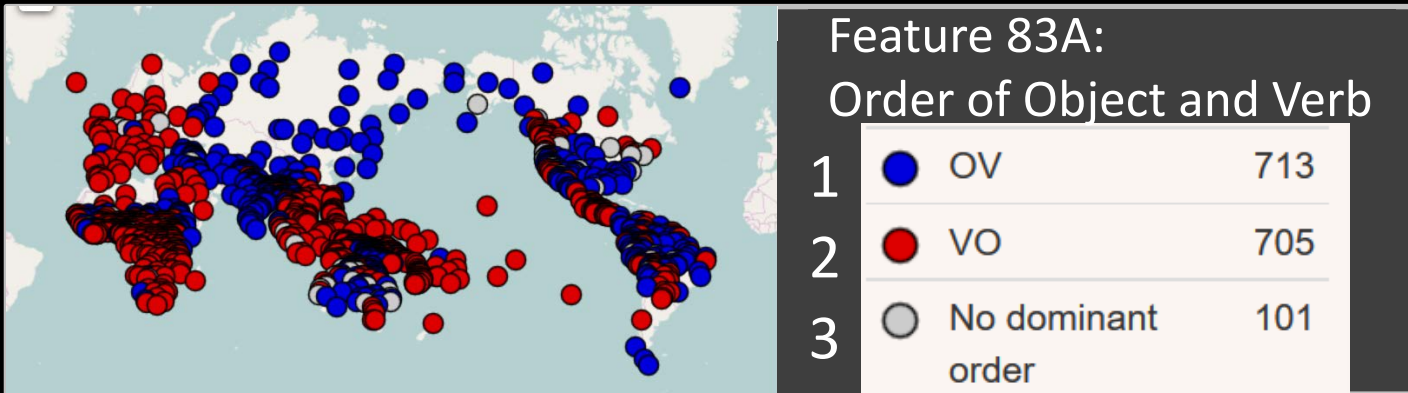 Feature 83A:
Order of Object and Verb
1 OV 713
2 VO 705
3 No dominant order 101